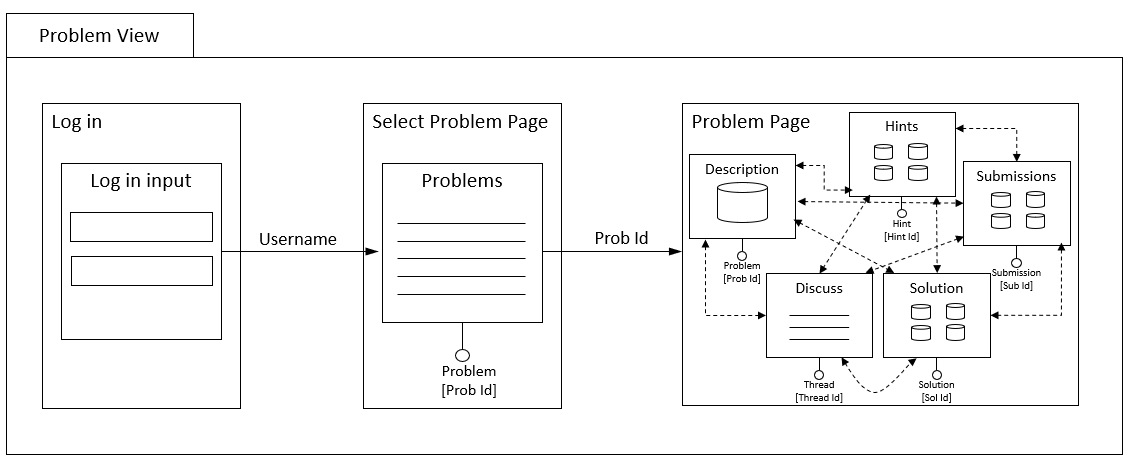 Problem View
Log in
Log in input
Username
Select Problem Page
Problems
Problem
[Prob Id]
Prob Id
Problem Page
Description
Problem
[Prob Id]
Hints
Hint
[Hint Id]
Submissions
Submission
[Sub Id]
Discuss
Thread
[Thread Id]
Solution
Solution
[Sol Id]